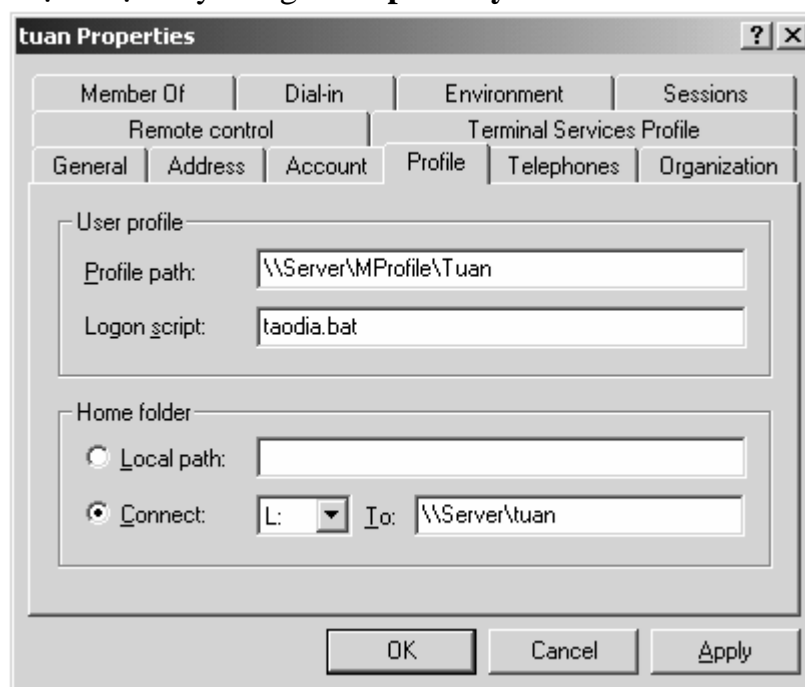 tuan Properties
Member Of Dial-in Environment Sessions
Remote control Terminal Services Profile
General Address Account Profile Telephones Organization
User profile
Profile path: \\Server\MProfile\Tuan
Logon script: taodia.bat
Home folder
Local path:
Connect: L: To: \\Server\tuan
OK Cancel Apply